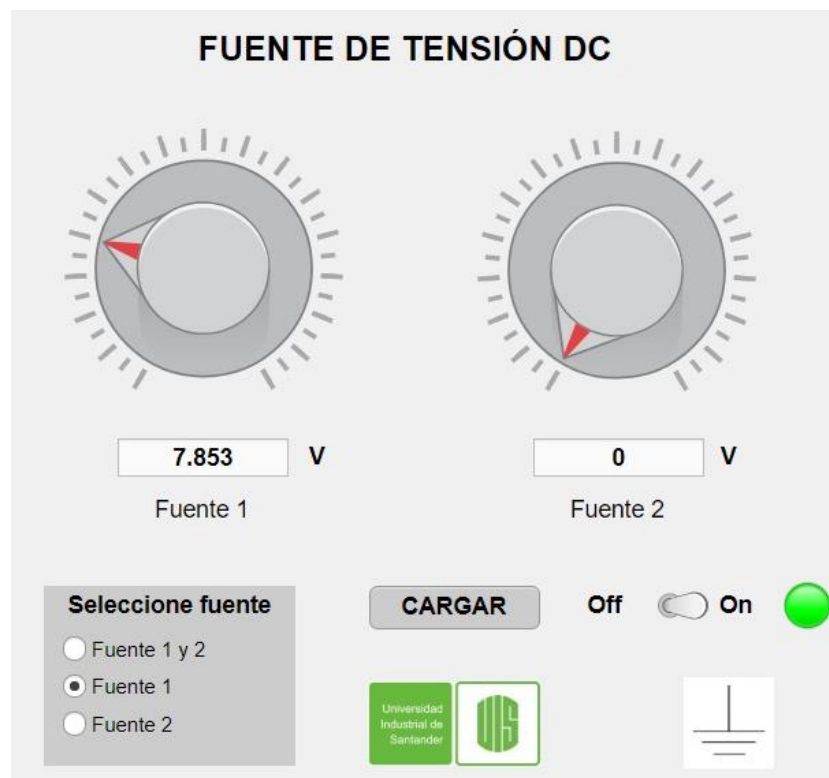 FUENTE DE TENSIÓN DC
7.853 V
0 V
Fuente 1
Fuente 2
Seleccione fuente
Fuente 1 y 2
Fuente 1
Fuente 2
CARGAR
Off On
Universidad
Industrial de
Santander
UIS